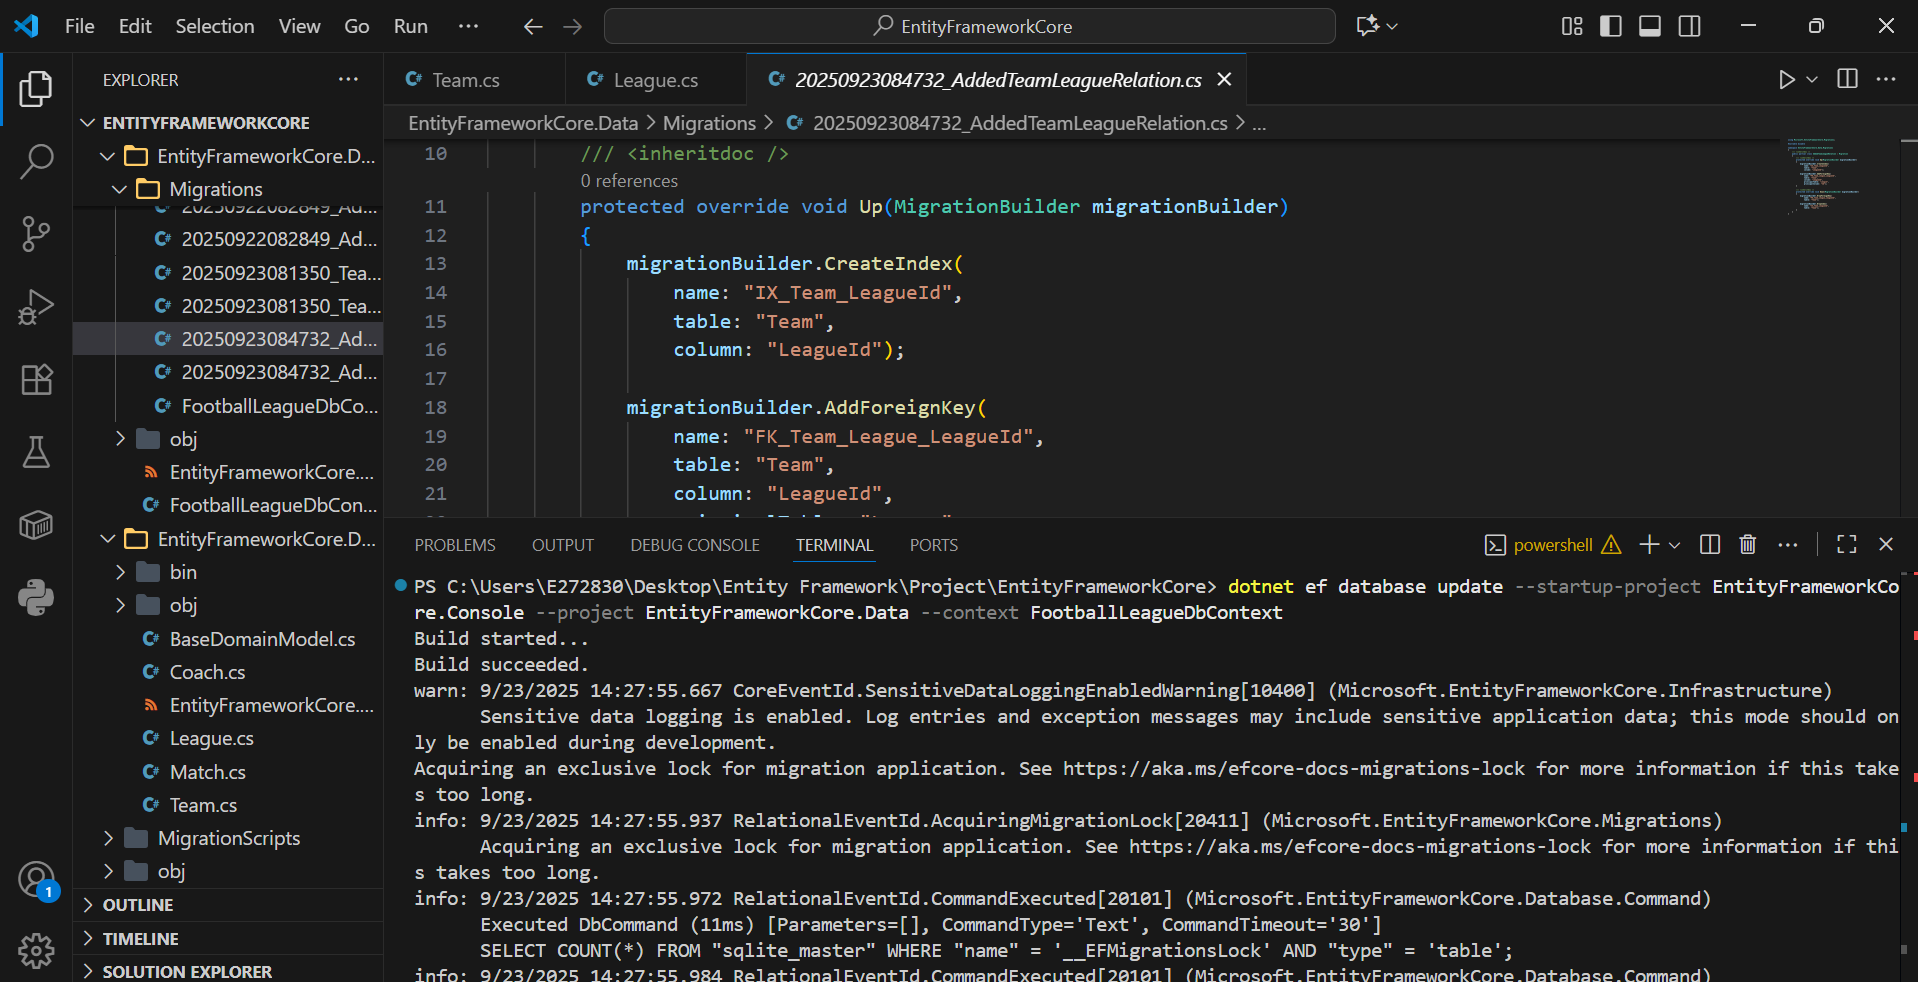 File Edit Selection View Go Run ···
EntityFrameworkCore
EXPLORER
ENTITYFRAMEWORKCORE
EntityFrameworkCore.D...
Migrations
20250922082849_Ad...
20250922082849_Ad...
20250923081350_Tea...
20250923081350_Tea...
20250923084732_Ad...
20250923084732_Ad...
FootballLeagueDbCo...
obj
EntityFrameworkCore....
FootballLeagueDbCon...
EntityFrameworkCore.D...
bin
obj
BaseDomainModel.cs
Coach.cs
EntityFrameworkCore....
League.cs
Match.cs
Team.cs
MigrationScripts
obj
OUTLINE
TIMELINE
SOLUTION EXPLORER
1
Team.cs League.cs 20250923084732_AddedTeamLeagueRelation.cs
EntityFrameworkCore.Data > Migrations > 20250923084732_AddedTeamLeagueRelation.cs > ...
10 /// <inheritdoc />
0 references
11 protected override void Up(MigrationBuilder migrationBuilder)
12 {
13 migrationBuilder.CreateIndex(
14 name: "IX_Team_LeagueId",
15 table: "Team",
16 column: "LeagueId");
17
18 migrationBuilder.AddForeignKey(
19 name: "FK_Team_League_LeagueId",
20 table: "Team",
21 column: "LeagueId",
PROBLEMS OUTPUT DEBUG CONSOLE TERMINAL PORTS
powershell
PS C:\Users\E272830\Desktop\Entity Framework\Project\EntityFrameworkCore> dotnet ef database update --startup-project EntityFrameworkCo
re.Console --project EntityFrameworkCore.Data --context FootballLeagueDbContext
Build started...
Build succeeded.
warn: 9/23/2025 14:27:55.667 CoreEventId.SensitiveDataLoggingEnabledWarning[10400] (Microsoft.EntityFrameworkCore.Infrastructure)
Sensitive data logging is enabled. Log entries and exception messages may include sensitive application data; this mode should on
ly be enabled during development.
Acquiring an exclusive lock for migration application. See https://aka.ms/efcore-docs-migrations-lock for more information if this take
s too long.
info: 9/23/2025 14:27:55.937 RelationalEventId.AcquiringMigrationLock[20411] (Microsoft.EntityFrameworkCore.Migrations)
Acquiring an exclusive lock for migration application. See https://aka.ms/efcore-docs-migrations-lock for more information if thi
s takes too long.
info: 9/23/2025 14:27:55.972 RelationalEventId.CommandExecuted[20101] (Microsoft.EntityFrameworkCore.Database.Command)
Executed DbCommand (11ms) [Parameters=[], CommandType='Text', CommandTimeout='30']
SELECT COUNT(*) FROM "sqlite_master" WHERE "name" = '__EFMigrationsLock' AND "type" = 'table';
info: 9/23/2025 14:27:55.984 RelationalEventId.CommandExecuted[20101] (Microsoft.EntityFrameworkCore.Database.Command)